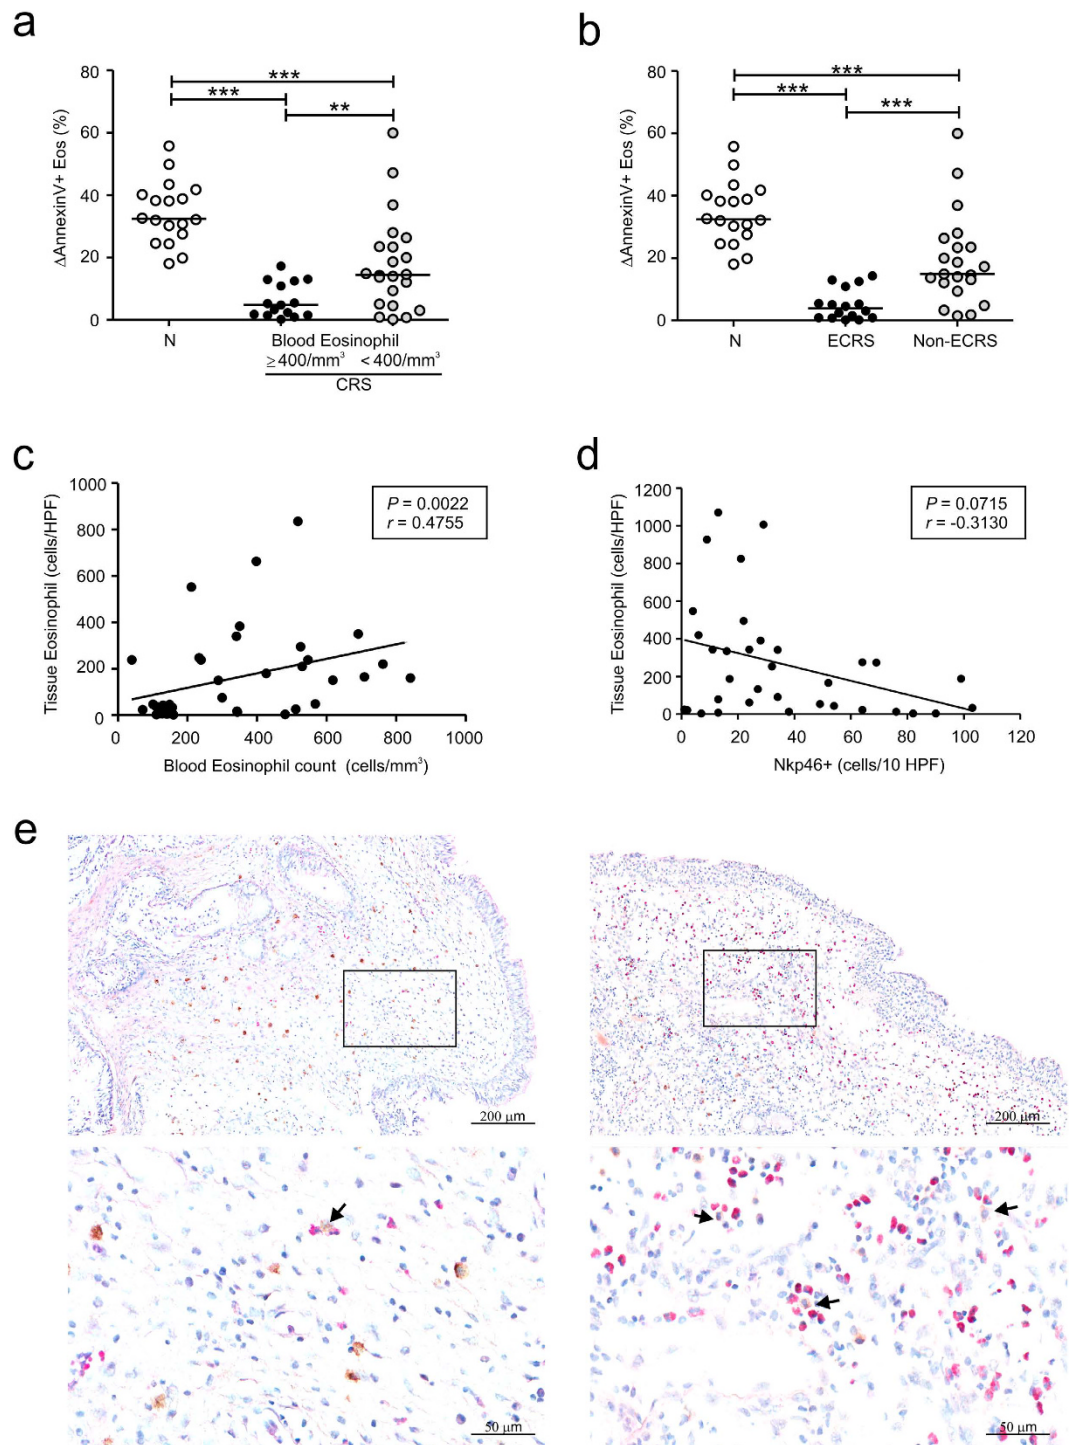 a
80
60
40
20
0
ΔAnnexinV+ Eos (%)
***
***
**
N
Blood Eosinophil
≥400/mm³ <400/mm³
CRS
b
80
60
40
20
0
ΔAnnexinV+ Eos (%)
***
***
***
N
ECRS
Non-ECRS
c
1000
800
600
400
200
0
Tissue Eosinophil (cells/HPF)
P = 0.0022
r = 0.4755
0 200 400 600 800 1000
Blood Eosinophil count (cells/mm³)
d
1200
1000
800
600
400
200
0
Tissue Eosinophil (cells/HPF)
P = 0.0715
r = -0.3130
0 20 40 60 80 100 120
Nkp46+ (cells/10 HPF)
e
200 μm
200 μm
50 μm
50 μm